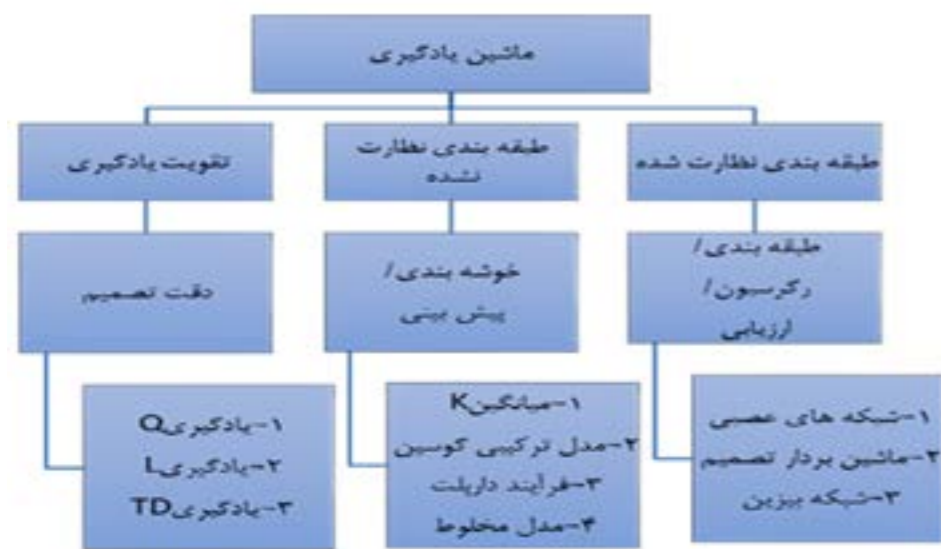 ماشین یادگیری
طبقه بندی نظارت شده
طبقه بندی نظارت
نشده
تقویت یادگیری
طبقه بندی/
رگرسیون/
ارزیابی
خوشه بندی/
پیش بینی
دقت تصمیم
۱-شبکه های عصبی
۲-ماشین بردار تصمیم
۳-شبکه بیزین
۱-میانگینK
۲-مدل ترکیبی گوسین
۳-فرآیند داریلت
۴-مدل مخلوط
۱-یادگیریQ
۲-یادگیریL
۳-یادگیریTD